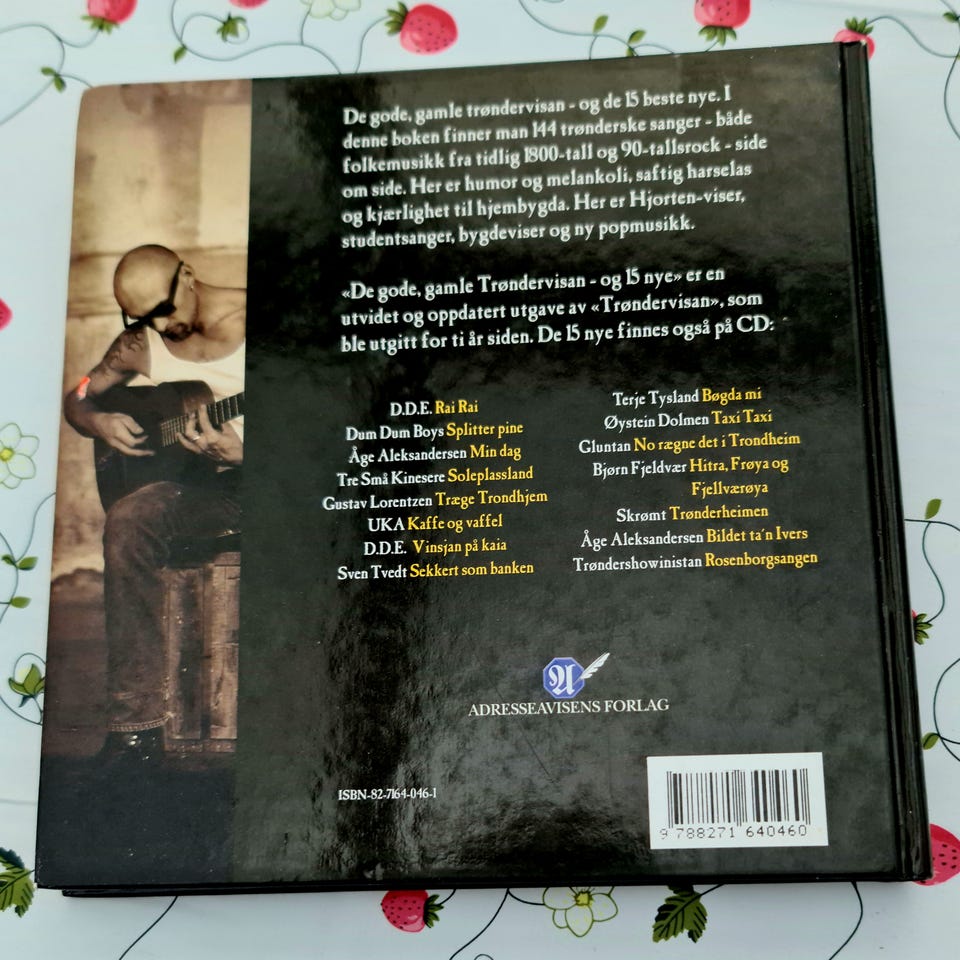 De gode, gamle trøndervisan - og de 15 beste nye. I
denne boken finner man 144 trønderske sanger - både
folkemusikk fra tidlig 1800-tall og 90-tallsrock - side
om side. Her er humor og melankoli, saftig harselas
og kjærlighet til hjembygda. Her er Hjorten-viser,
studentsanger, bygdeviser og ny popmusikk.
«De gode, gamle Trøndervisan - og 15 nye» er en
utvidet og oppdatert utgave av «Trøndervisan», som
ble utgitt for ti år siden. De 15 nye finnes også på CD:
D.D.E. Rai Rai
Dum Dum Boys Splitter pine
Åge Aleksandersen Min dag
Tre Små Kinesere Soleplassland
Gustav Lorentzen Træge Trondhjem
UKA Kaffe og vaffel
D.D.E. Vinsjan på kaia
Sven Tvedt Sekkert som banken
Terje Tysland Bøgda mi
Øystein Dolmen Taxi Taxi
Gluntan No rægne det i Trondheim
Bjørn Fjeldvær Hitra, Frøya og
Fjellværøya
Skrømt Trønderheimen
Åge Aleksandersen Bildet ta'n Ivers
Trøndershowinistan Rosenborgsangen
A
ADRESSEAVISENS FORLAG
ISBN-82-7164-046-1
9 788271 640460